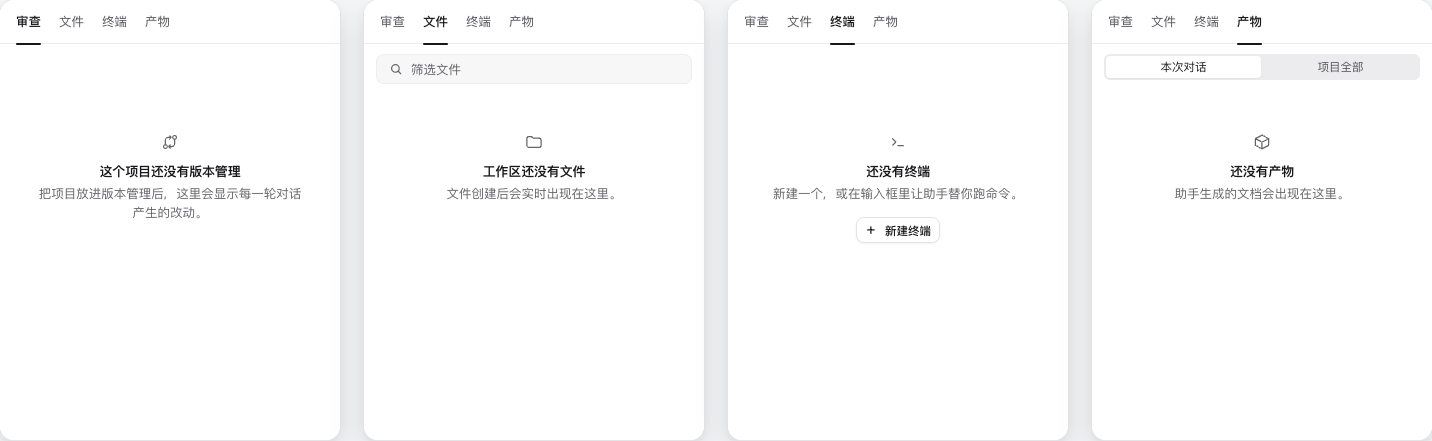 审查 文件 终端 产物
这个项目还没有版本管理
把项目放进版本管理后，这里会显示每一轮对话
产生的改动。
审查 文件 终端 产物
筛选文件
工作区还没有文件
文件创建后会实时出现在这里。
审查 文件 终端 产物
还没有终端
新建一个，或在输入框里让助手替你跑命令。
+ 新建终端
审查 文件 终端 产物
本次对话 项目全部
还没有产物
助手生成的文档会出现在这里。